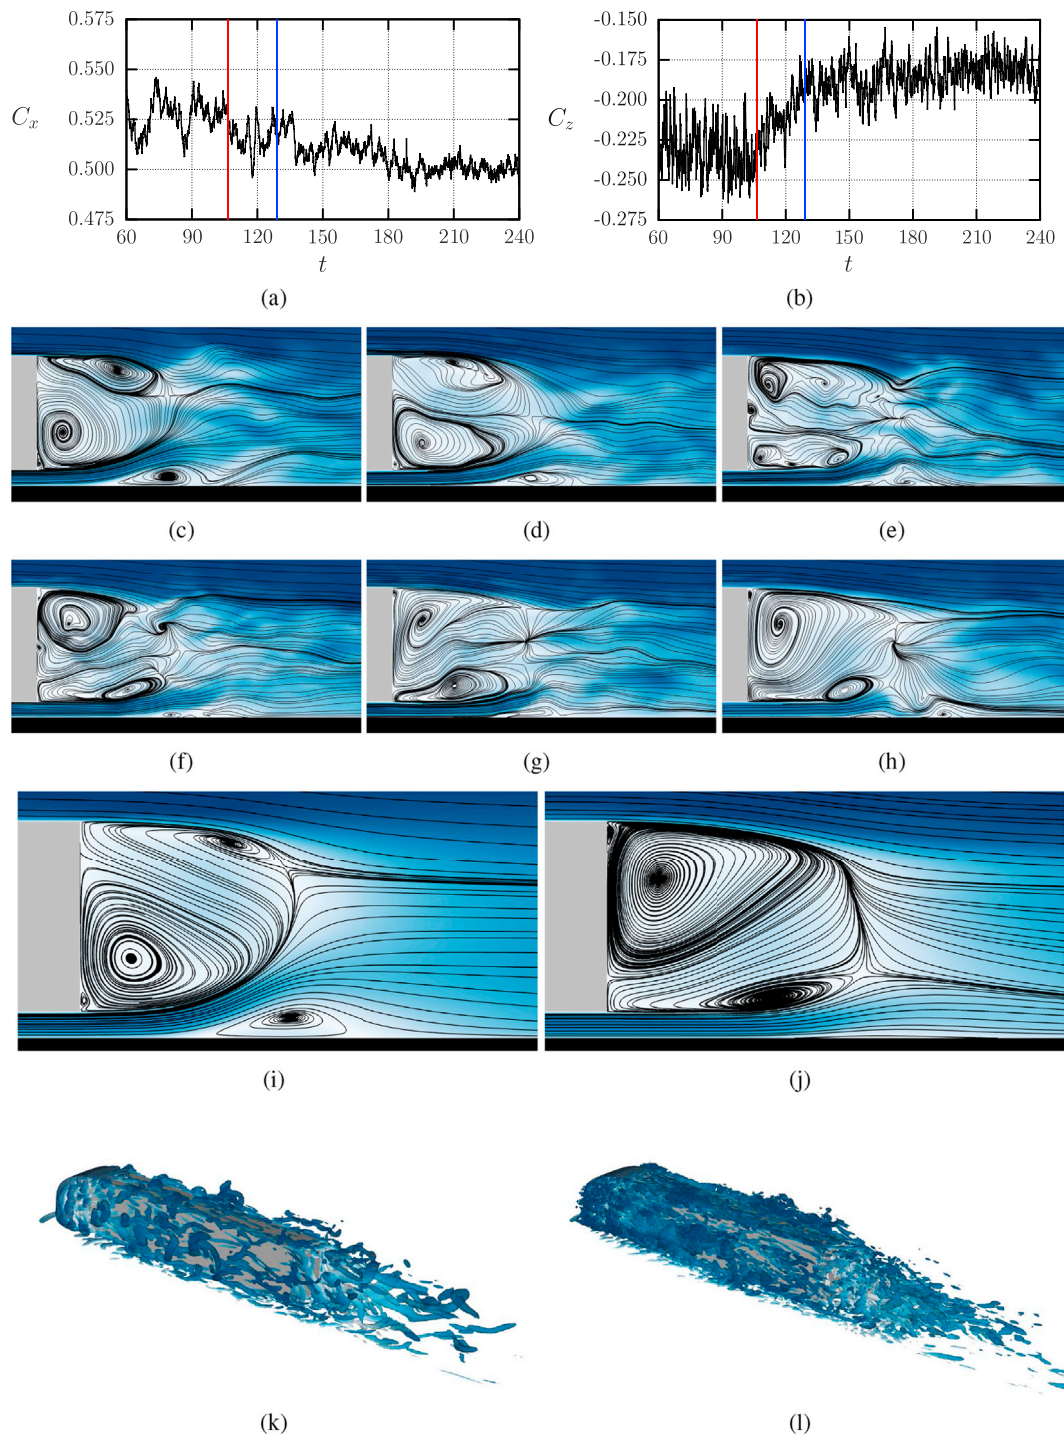 0.575
0.550
0.525
0.500
0.475
C_x
60 90 120 150 180 210 240
t
(a)
-0.150
-0.175
-0.200
-0.225
-0.250
-0.275
C_z
60 90 120 150 180 210 240
t
(b)
(c) (d) (e)
(f) (g) (h)
(i) (j)
(k) (l)